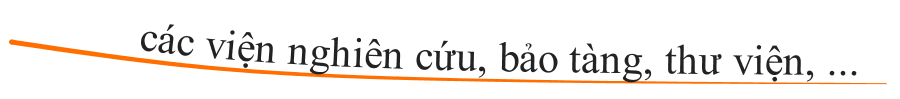 các viện nghiên cứu, bảo tàng, thư viện, ...